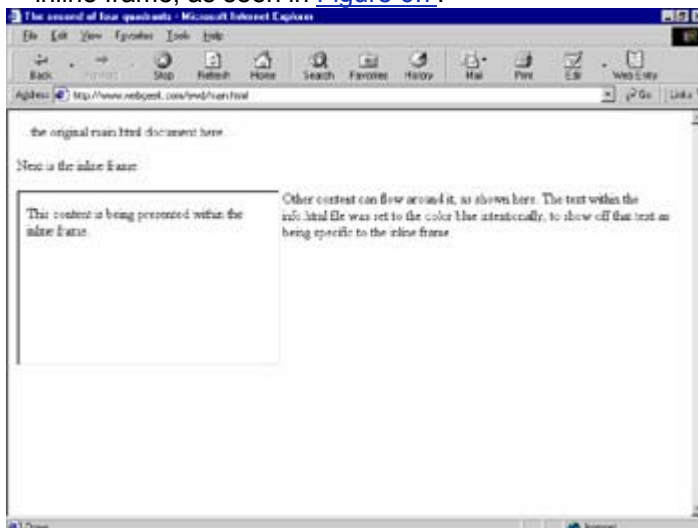 inline frame, as seen in Figure 6.7.
The second of four quadrants - Microsoft Internet Explorer
File Edit View Favorites Tools Help
Back Stop Refresh Home Search Favorites History Mail Print Edit Web Entry
Address http://www.webgeek.com/ Go Links
the original main html document here
Next is the inline frame
Other content can flow around it, as shown here. The text within the
This content is being presented within the
info.html file was set to the color blue intentionally, to show off that text as
inline frame.
being specific to the inline frame
Done Internet